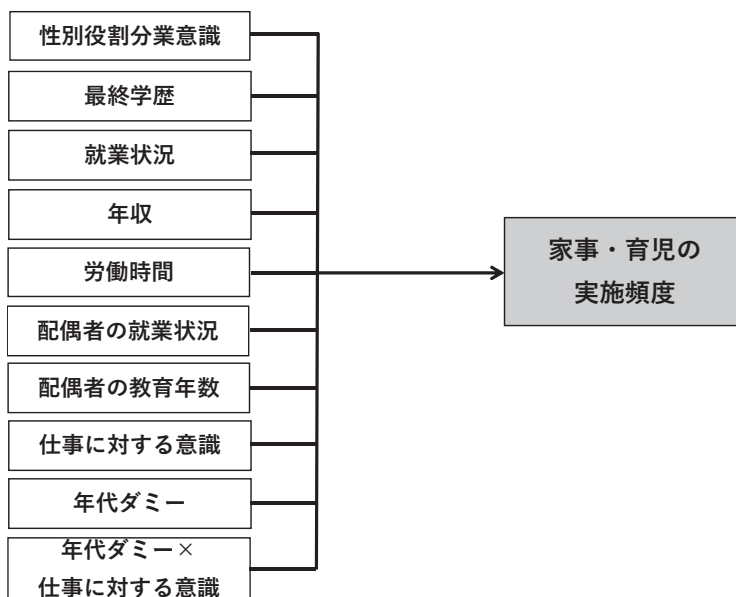 性別役割分業意識
最終学歴
就業状況
年収
労働時間
配偶者の就業状況
配偶者の教育年数
仕事に対する意識
年代ダミー
年代ダミー×
仕事に対する意識
家事・育児の
実施頻度